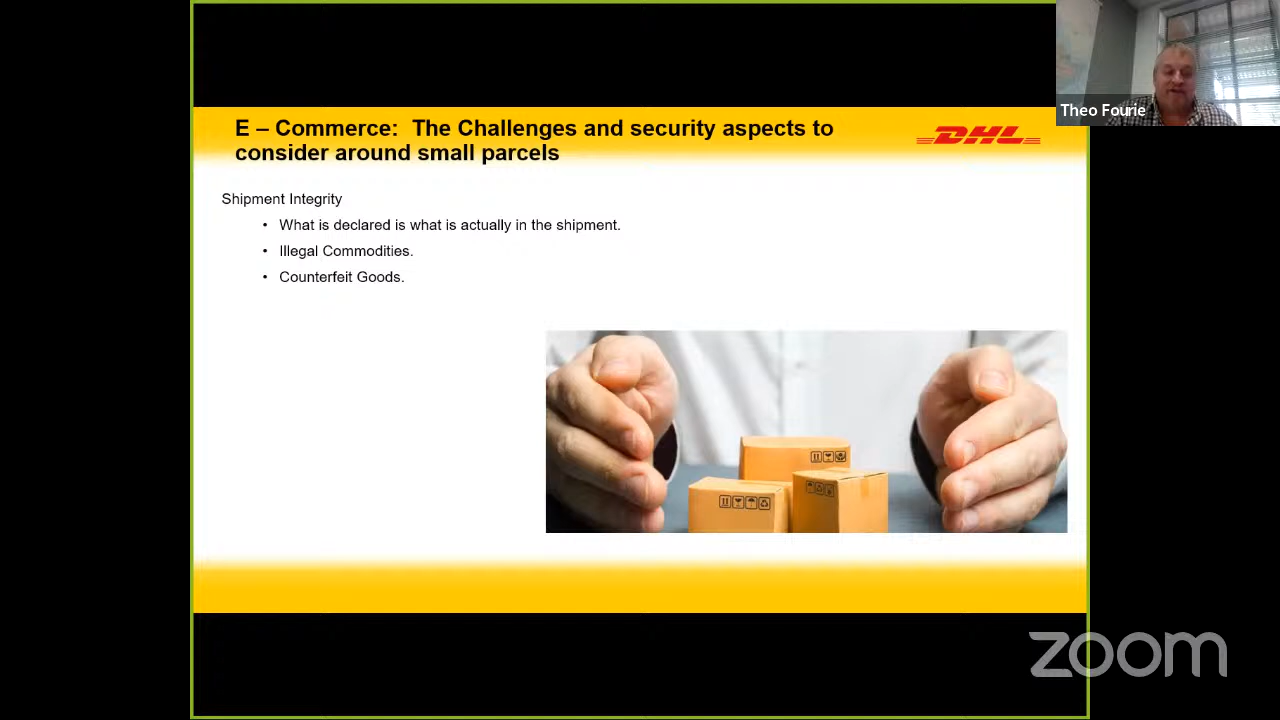 Theo Fourie
E – Commerce: The Challenges and security aspects to
consider around small parcels
DHL
Shipment Integrity
• What is declared is what is actually in the shipment.
• Illegal Commodities.
• Counterfeit Goods.
zoom